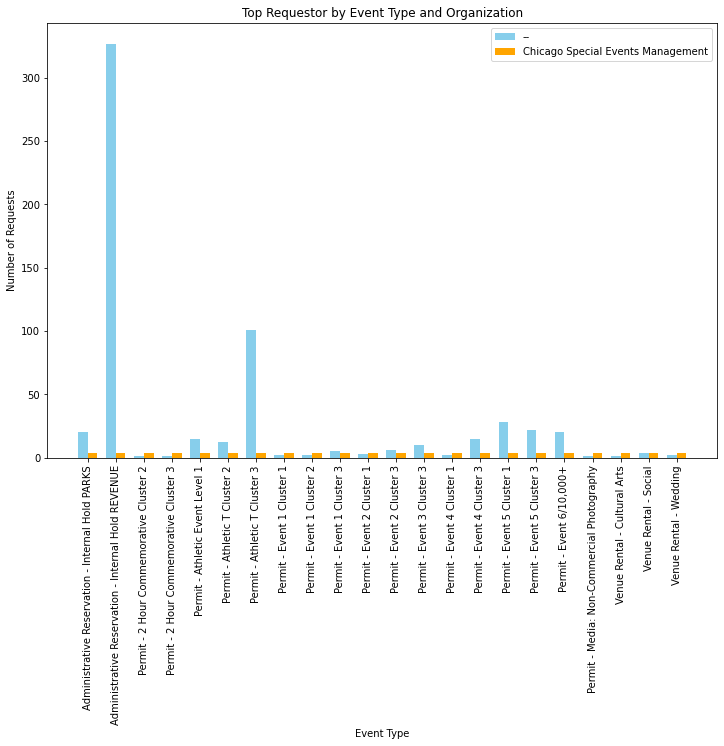 Top Requestor by Event Type and Organization
--
Chicago Special Events Management
Number of Requests
300
250
200
150
100
50
0
Administrative Reservation - Internal Hold PARKS
Administrative Reservation - Internal Hold REVENUE
Permit - 2 Hour Commemorative Cluster 2
Permit - 2 Hour Commemorative Cluster 3
Permit - Athletic Event Level 1
Permit - Athletic T Cluster 2
Permit - Athletic T Cluster 3
Permit - Event 1 Cluster 1
Permit - Event 1 Cluster 2
Permit - Event 1 Cluster 3
Permit - Event 2 Cluster 1
Permit - Event 2 Cluster 3
Permit - Event 3 Cluster 3
Permit - Event 4 Cluster 1
Permit - Event 4 Cluster 3
Permit - Event 5 Cluster 1
Permit - Event 5 Cluster 3
Permit - Event 6/10,000+
Permit - Media: Non-Commercial Photography
Venue Rental - Cultural Arts
Venue Rental - Social
Venue Rental - Wedding
Event Type